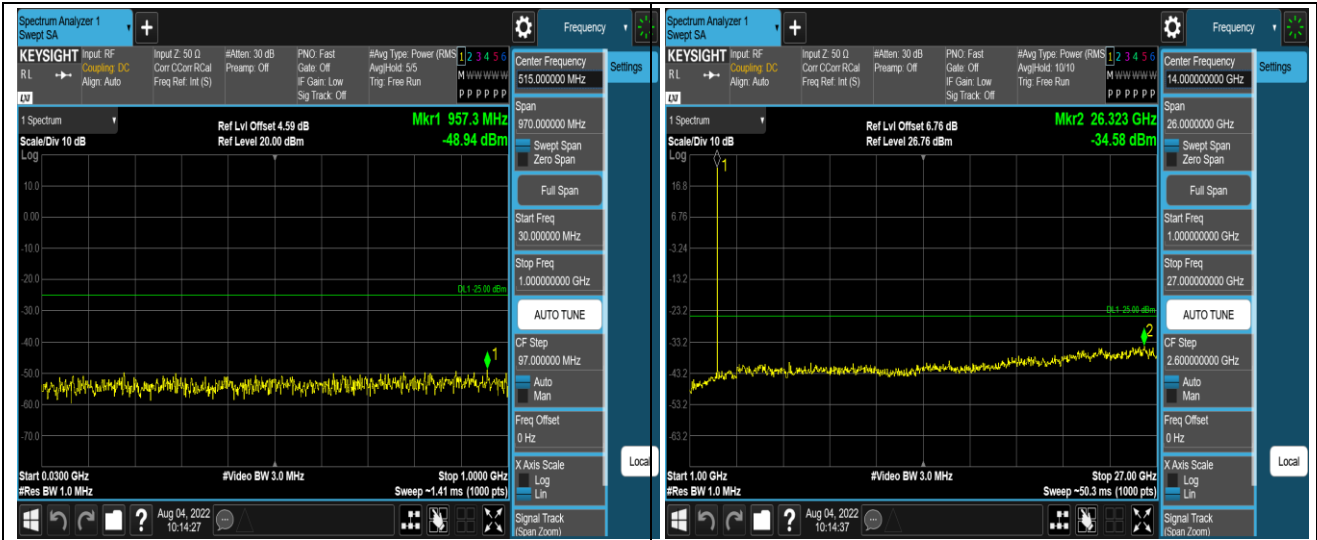 Spectrum Analyzer 1
Swept SA
+
Frequency
KEYSIGHT
Input: RF
Coupling: DC
Align: Auto
Input Z: 50 Ω
Corr CCorr RCal
Freq Ref: Int (S)
#Atten: 30 dB
Preamp: Off
PNO: Fast
Gate: Off
IF Gain: Low
Sig Track: Off
#Avg Type: Power (RMS
Avg|Hold: 5/5
Trig: Free Run
1 2 3 4 5 6
M W W W W W
P P P P P P
R L
LXI
Center Frequency
515.000000 MHz
Settings
1 Spectrum
Scale/Div 10 dB
Log
Ref Lvl Offset 4.59 dB
Ref Level 20.00 dBm
Mkr1 957.3 MHz
-48.94 dBm
Span
970.000000 MHz
Swept Span
Zero Span
Full Span
Start Freq
30.000000 MHz
Stop Freq
1.000000000 GHz
AUTO TUNE
CF Step
97.000000 MHz
Auto
Man
Freq Offset
0 Hz
X Axis Scale
Log
Lin
Signal Track
(Span Zoom)
Local
10.0
0.00
-10.0
-20.0
DL1 -25.00 dBm
-30.0
-40.0
1
-50.0
-60.0
-70.0
Start 0.0300 GHz
#Res BW 1.0 MHz
#Video BW 3.0 MHz
Stop 1.0000 GHz
Sweep ~1.41 ms (1000 pts)
?
Aug 04, 2022
10:14:27
Spectrum Analyzer 1
Swept SA
+
Frequency
KEYSIGHT
Input: RF
Coupling: DC
Align: Auto
Input Z: 50 Ω
Corr CCorr RCal
Freq Ref: Int (S)
#Atten: 30 dB
Preamp: Off
PNO: Fast
Gate: Off
IF Gain: Low
Sig Track: Off
#Avg Type: Power (RMS
Avg|Hold: 10/10
Trig: Free Run
1 2 3 4 5 6
M W W W W W
P P P P P P
R L
LXI
Center Frequency
14.000000000 GHz
Settings
1 Spectrum
Scale/Div 10 dB
Log
Ref Lvl Offset 6.76 dB
Ref Level 26.76 dBm
Mkr2 26.323 GHz
-34.58 dBm
Span
26.0000000 GHz
Swept Span
Zero Span
Full Span
Start Freq
1.000000000 GHz
Stop Freq
27.00000000 GHz
AUTO TUNE
CF Step
2.600000000 GHz
Auto
Man
Freq Offset
0 Hz
X Axis Scale
Log
Lin
Signal Track
(Span Zoom)
Local
1
16.8
6.76
-3.24
-13.2
-23.2
DL1 -25.00 dBm
2
-33.2
-43.2
-53.2
-63.2
Start 1.00 GHz
#Res BW 1.0 MHz
#Video BW 3.0 MHz
Stop 27.00 GHz
Sweep ~50.3 ms (1000 pts)
?
Aug 04, 2022
10:14:37